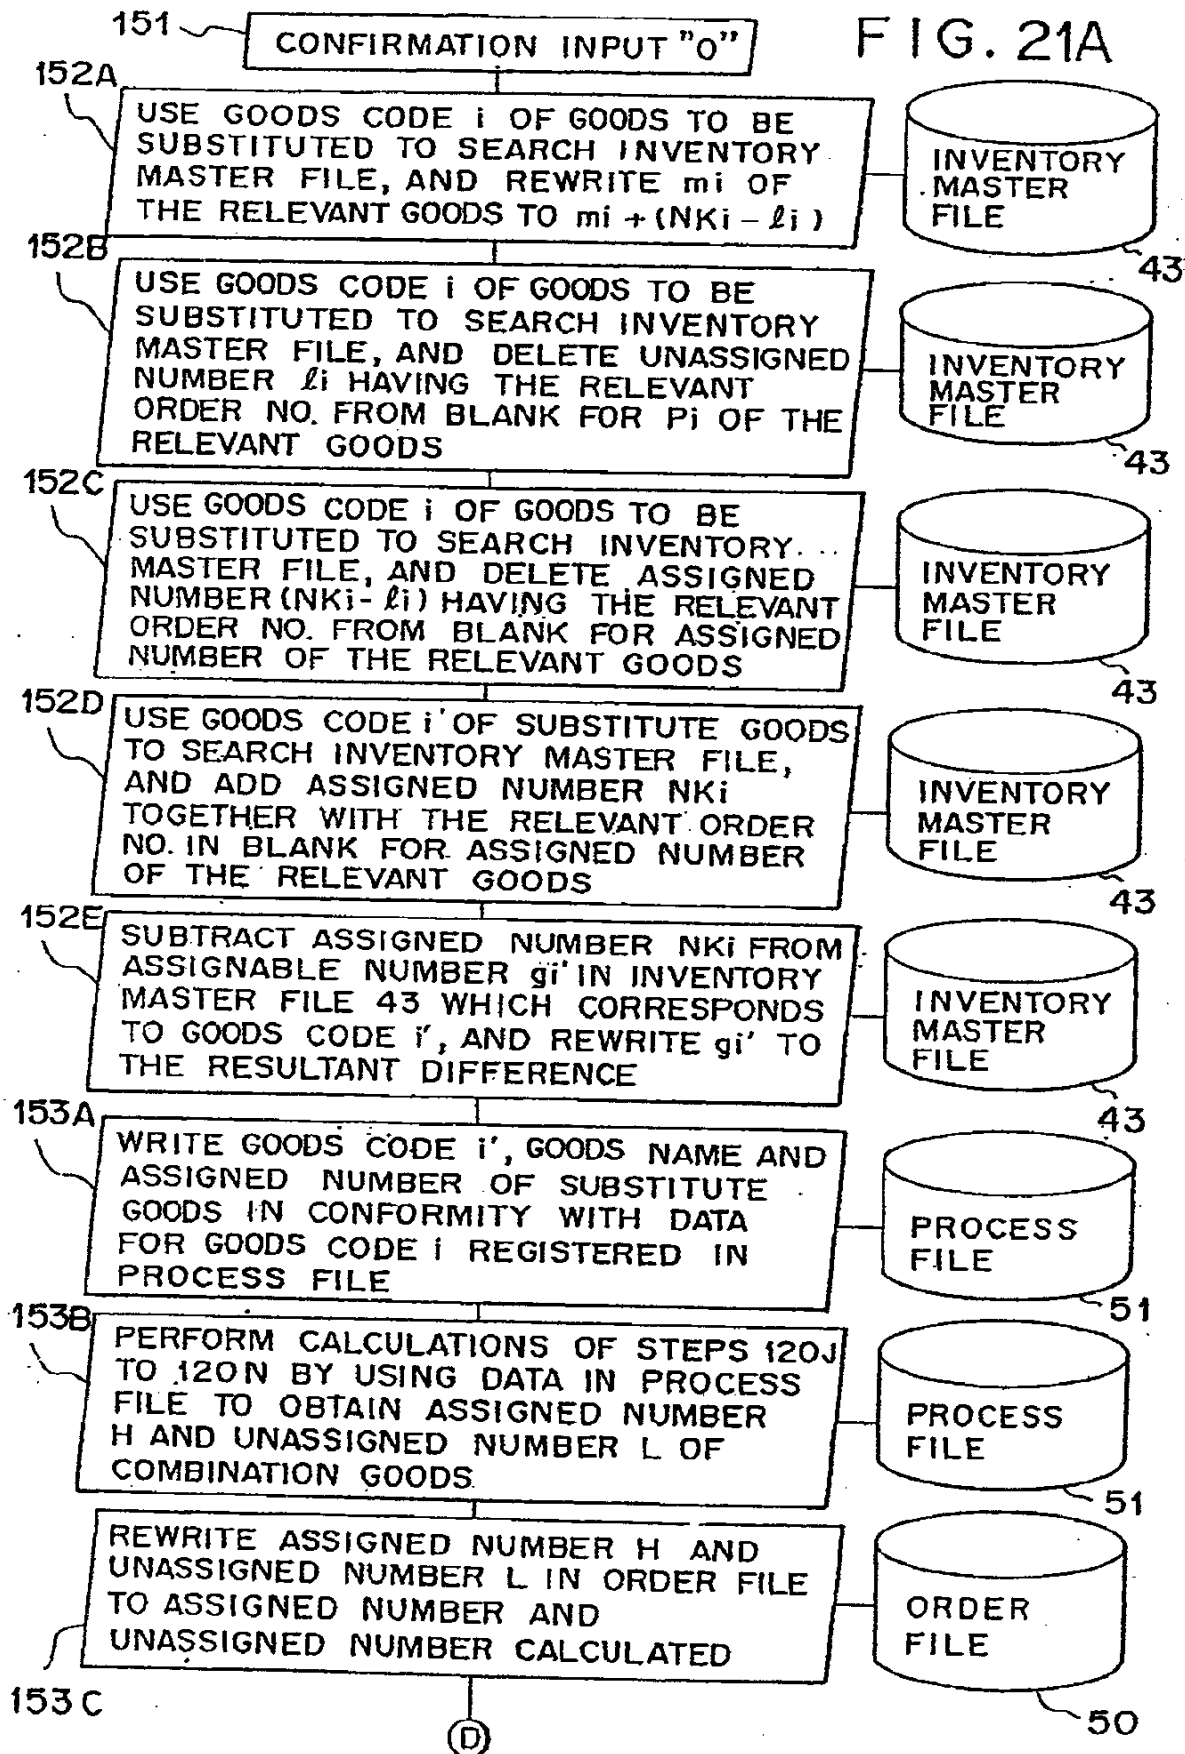 FIG. 21A
151
CONFIRMATION INPUT "O"
152A
USE GOODS CODE i OF GOODS TO BE
SUBSTITUTED TO SEARCH INVENTORY
MASTER FILE, AND REWRITE mi OF
THE RELEVANT GOODS TO mi + (NKi - ℓi)
INVENTORY
MASTER
FILE
43
152B
USE GOODS CODE i OF GOODS TO BE
SUBSTITUTED TO SEARCH INVENTORY
MASTER FILE, AND DELETE UNASSIGNED
NUMBER ℓi HAVING THE RELEVANT
ORDER NO. FROM BLANK FOR Pi OF THE
RELEVANT GOODS
INVENTORY
MASTER
FILE
43
152C
USE GOODS CODE i OF GOODS TO BE
SUBSTITUTED TO SEARCH INVENTORY
MASTER FILE, AND DELETE ASSIGNED
NUMBER (NKi - ℓi) HAVING THE RELEVANT
ORDER NO. FROM BLANK FOR ASSIGNED
NUMBER OF THE RELEVANT GOODS
INVENTORY
MASTER
FILE
43
152D
USE GOODS CODE i' OF SUBSTITUTE GOODS
TO SEARCH INVENTORY MASTER FILE,
AND ADD ASSIGNED NUMBER NKi
TOGETHER WITH THE RELEVANT ORDER
NO. IN BLANK FOR ASSIGNED NUMBER
OF THE RELEVANT GOODS
INVENTORY
MASTER
FILE
43
152E
SUBTRACT ASSIGNED NUMBER NKi FROM
ASSIGNABLE NUMBER gi' IN INVENTORY
MASTER FILE 43 WHICH CORRESPONDS
TO GOODS CODE i', AND REWRITE gi' TO
THE RESULTANT DIFFERENCE
INVENTORY
MASTER
FILE
43
153A
WRITE GOODS CODE i', GOODS NAME AND
ASSIGNED NUMBER OF SUBSTITUTE
GOODS IN CONFORMITY WITH DATA
FOR GOODS CODE i REGISTERED IN
PROCESS FILE
PROCESS
FILE
51
153B
PERFORM CALCULATIONS OF STEPS 120J
TO 120N BY USING DATA IN PROCESS
FILE TO OBTAIN ASSIGNED NUMBER
H AND UNASSIGNED NUMBER L OF
COMBINATION GOODS
PROCESS
FILE
51
REWRITE ASSIGNED NUMBER H AND
UNASSIGNED NUMBER L IN ORDER FILE
TO ASSIGNED NUMBER AND
UNASSIGNED NUMBER CALCULATED
ORDER
FILE
153C
50
D